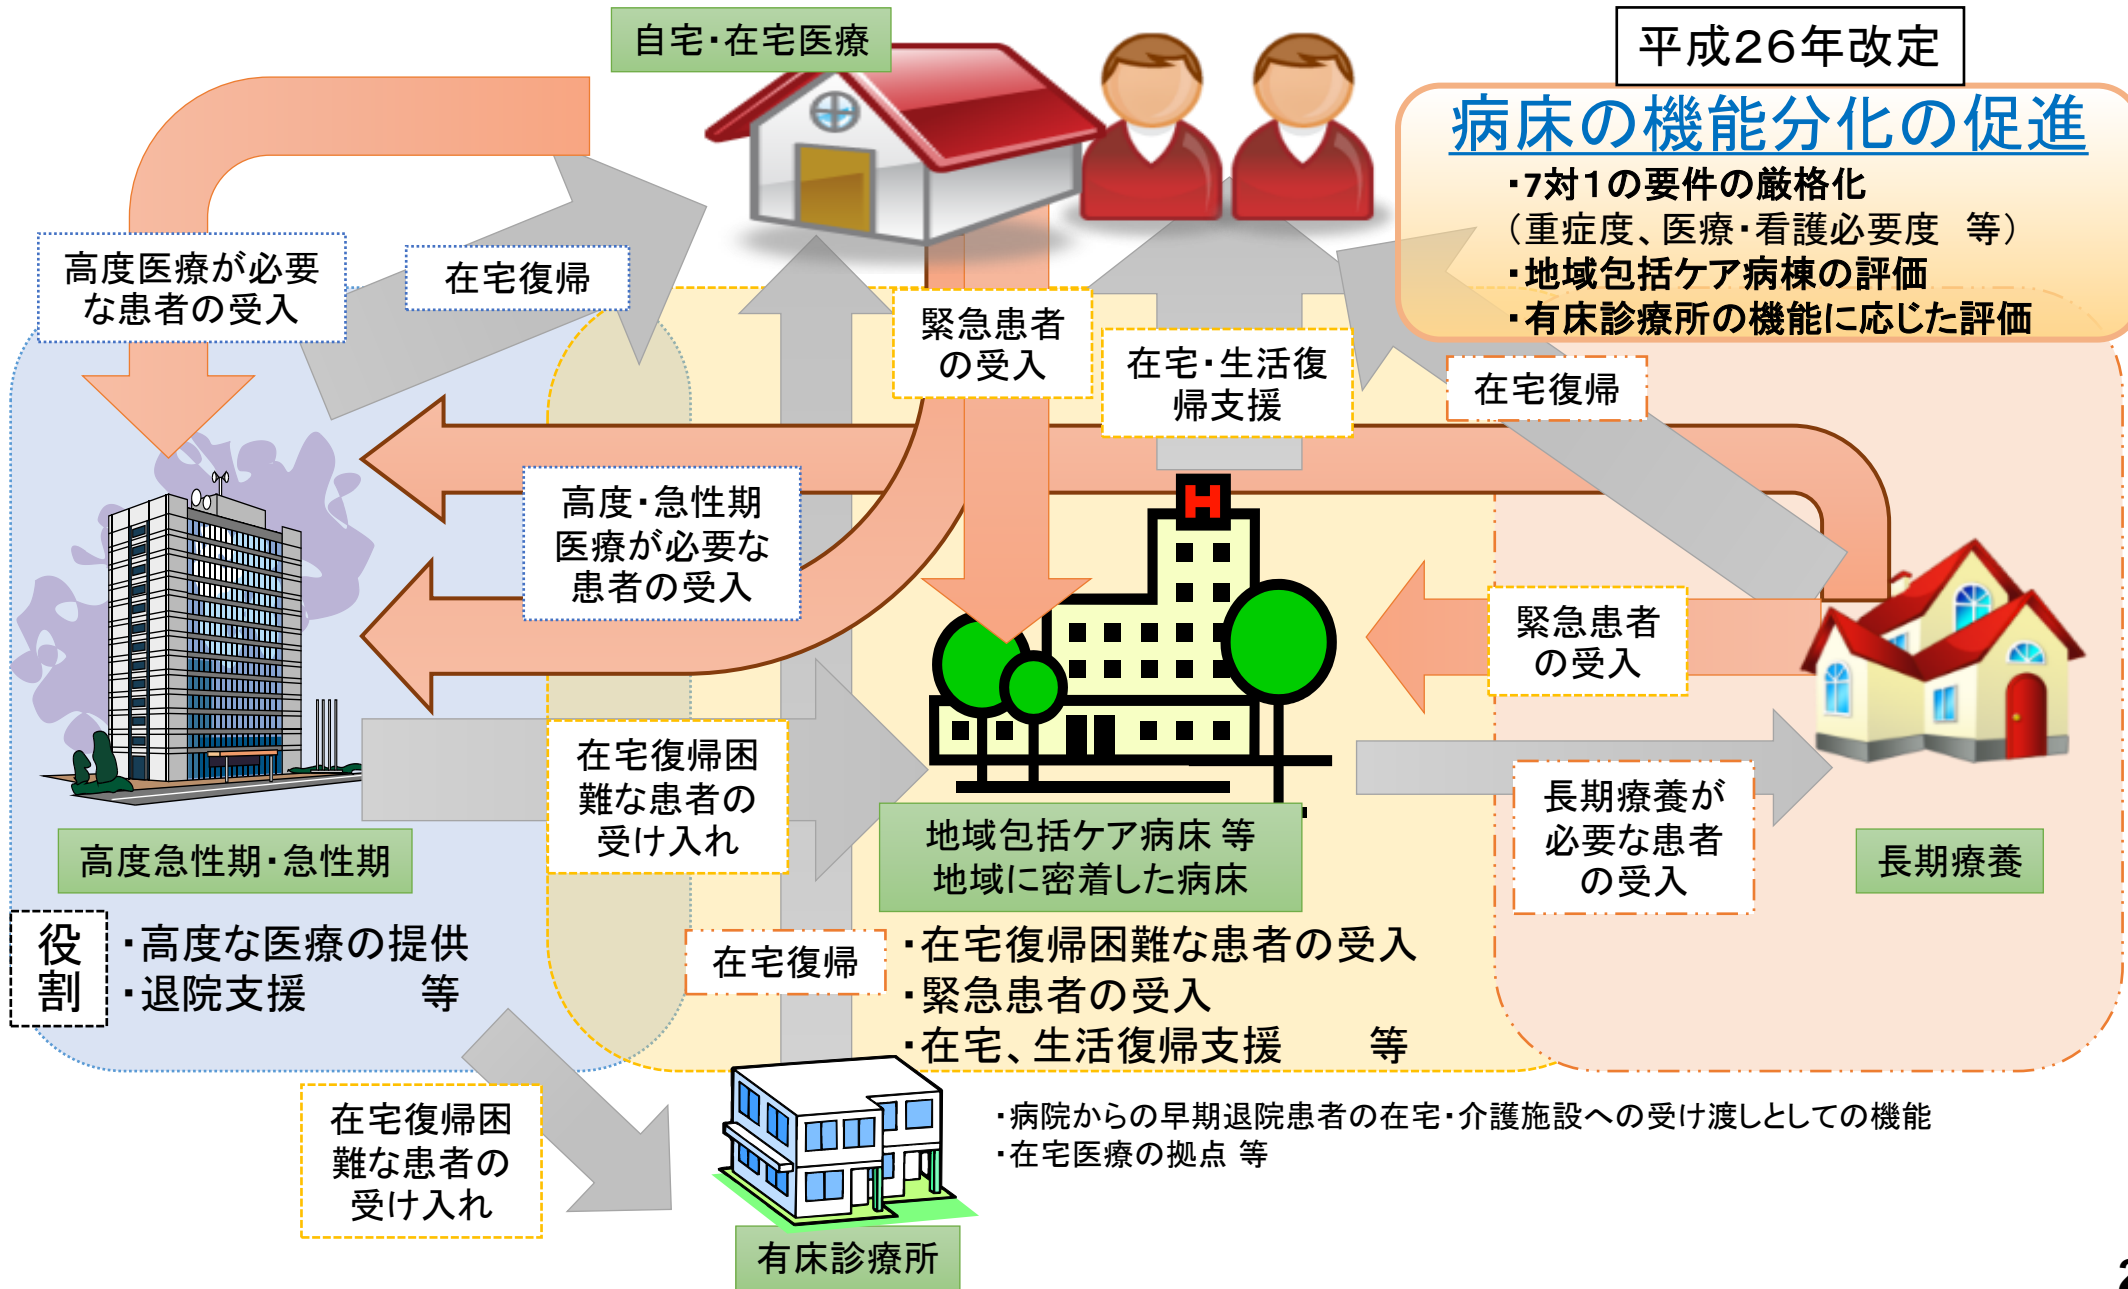 自宅・在宅医療
平成26年改定
病床の機能分化の促進
・7対1の要件の厳格化
（重症度、医療・看護必要度　等）
・地域包括ケア病棟の評価
・有床診療所の機能に応じた評価
高度医療が必要
な患者の受入
在宅復帰
緊急患者
の受入
在宅・生活復
帰支援
在宅復帰
高度・急性期
医療が必要な
患者の受入
H
緊急患者
の受入
在宅復帰困
難な患者の
受け入れ
長期療養が
必要な患者
の受入
高度急性期・急性期
地域包括ケア病床 等
地域に密着した病床
長期療養
役
割
・高度な医療の提供
・退院支援　　　等
在宅復帰
・在宅復帰困難な患者の受入
・緊急患者の受入
・在宅、生活復帰支援　　等
在宅復帰困
難な患者の
受け入れ
・病院からの早期退院患者の在宅・介護施設への受け渡しとしての機能
・在宅医療の拠点 等
有床診療所